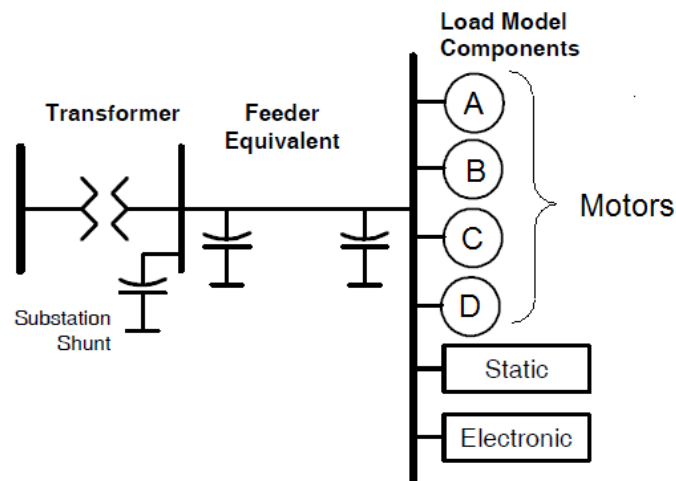 Load Model
Components
Transformer
Feeder
Equivalent
A
B
C
D
Motors
Substation
Shunt
Static
Electronic